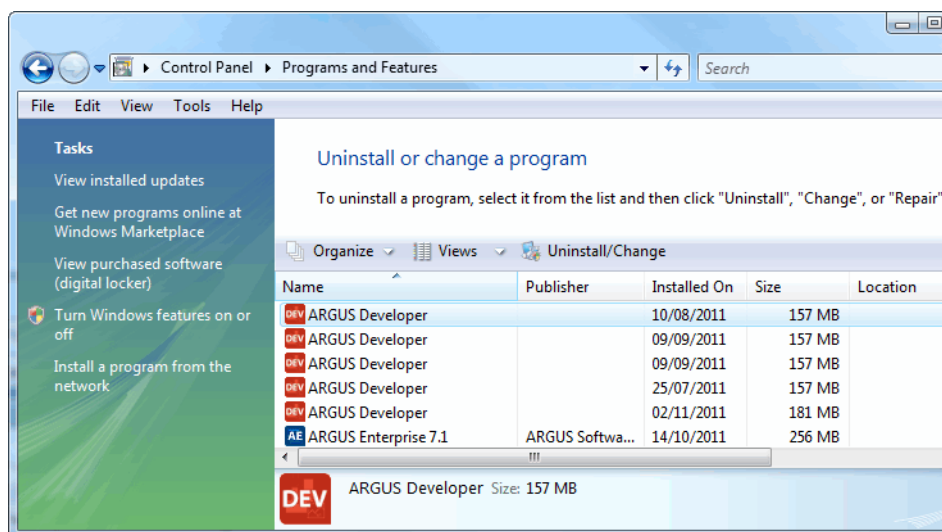 Control Panel Programs and Features Search
File Edit View Tools Help
Tasks
View installed updates
Get new programs online at
Windows Marketplace
View purchased software
(digital locker)
Turn Windows features on or
off
Install a program from the
network
Uninstall or change a program
To uninstall a program, select it from the list and then click "Uninstall", "Change", or "Repair"
Organize Views Uninstall/Change
Name Publisher Installed On Size Location
DEV ARGUS Developer 10/08/2011 157 MB
DEV ARGUS Developer 09/09/2011 157 MB
DEV ARGUS Developer 09/09/2011 157 MB
DEV ARGUS Developer 25/07/2011 157 MB
DEV ARGUS Developer 02/11/2011 181 MB
AE ARGUS Enterprise 7.1 ARGUS Softwa... 14/10/2011 256 MB
DEV ARGUS Developer Size: 157 MB